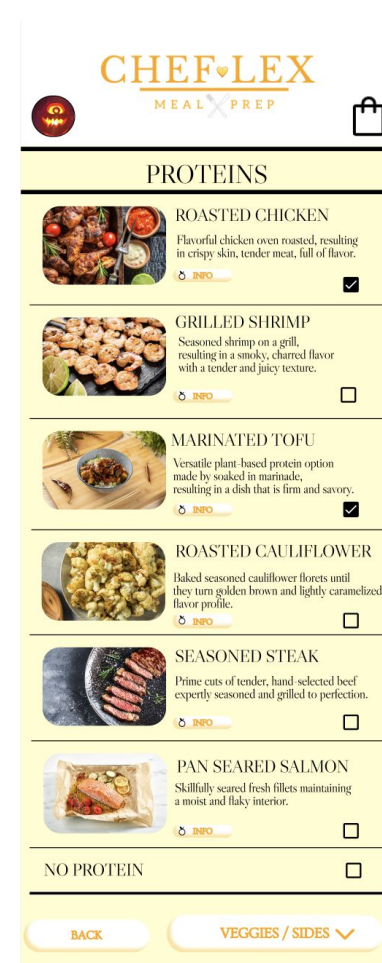 CHEF LEX
MEAL PREP
PROTEINS
ROASTED CHICKEN
Flavorful chicken oven roasted, resulting
in crispy skin, tender meat, full of flavor.
INFO
GRILLED SHRIMP
Seasoned shrimp on a grill,
resulting in a smoky, charred flavor
with a tender and juicy texture.
INFO
MARINATED TOFU
Versatile plant-based protein option
made by soaked in marinade,
resulting in a dish that is firm and savory.
INFO
ROASTED CAULIFLOWER
Baked seasoned cauliflower florets until
they turn golden brown and lightly caramelized
flavor profile.
INFO
SEASONED STEAK
Prime cuts of tender, hand-selected beef
expertly seasoned and grilled to perfection.
INFO
PAN SEARED SALMON
Skillfully seared fresh fillets maintaining
a moist and flaky interior.
INFO
NO PROTEIN
BACK
VEGGIES / SIDES